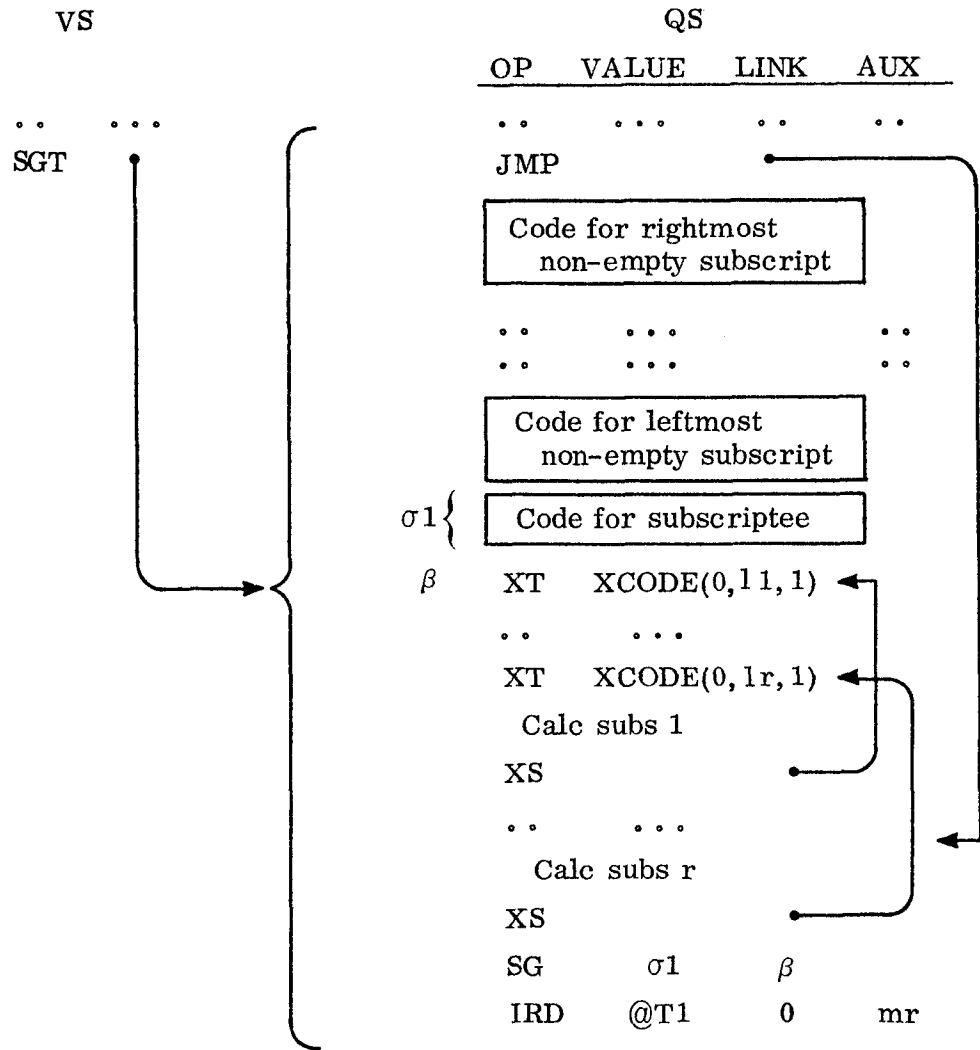 VS QS
OP VALUE LINK AUX
.. ... .. ... .. ..
SGT JMP
Code for rightmost
non-empty subscript
.. ... ..
.. ... ..
Code for leftmost
non-empty subscript
σ1{ Code for subscriptee
β XT XCODE(0, l1, 1)
.. ...
XT XCODE(0, lr, 1)
Calc subs 1
XS
.. ...
Calc subs r
XS
SG σ1 β
IRD @T1 0 mr